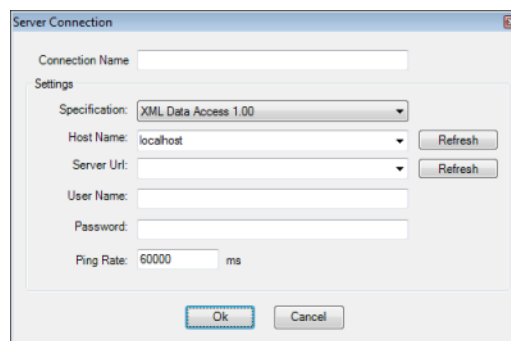 Server Connection
Connection Name
Settings
Specification: XML Data Access 1.00
Host Name: localhost Refresh
Server Url: Refresh
User Name:
Password:
Ping Rate: 60000 ms
Ok Cancel